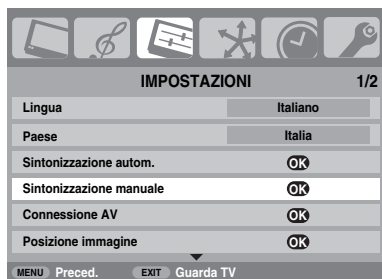 IMPOSTAZIONI 1/2
Lingua Italiano
Paese Italia
Sintonizzazione autom. OK
Sintonizzazione manuale OK
Connessione AV OK
Posizione immagine OK
MENU Preced. EXIT Guarda TV